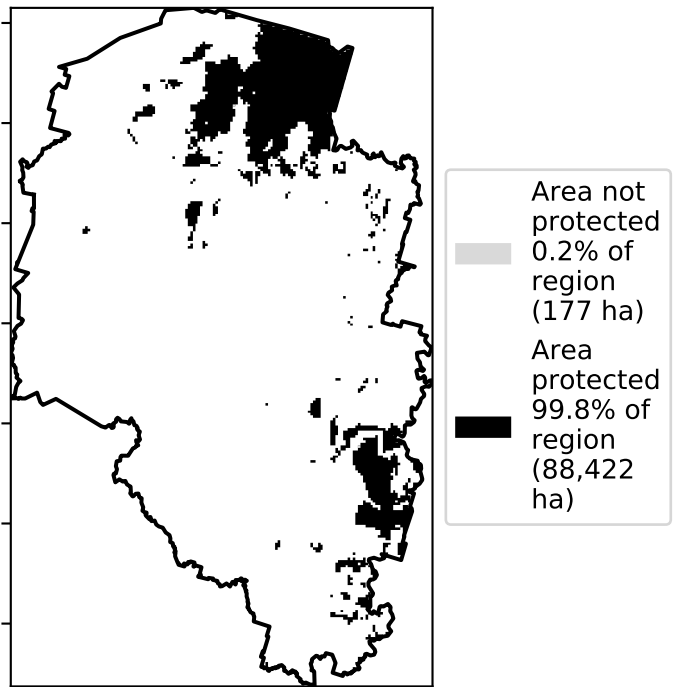 Area not
protected
0.2% of
region
(177 ha)
Area
protected
99.8% of
region
(88,422
ha)